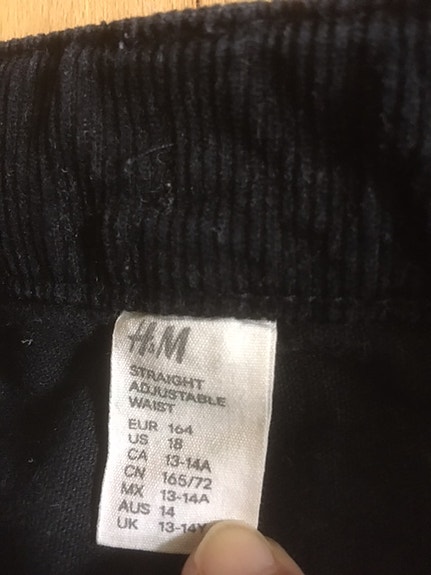 H&M
STRAIGHT
ADJUSTABLE
WAIST
EUR 164
US 18
CA 13-14A
CN 165/72
MX 13-14A
AUS 14
UK 13-14Y